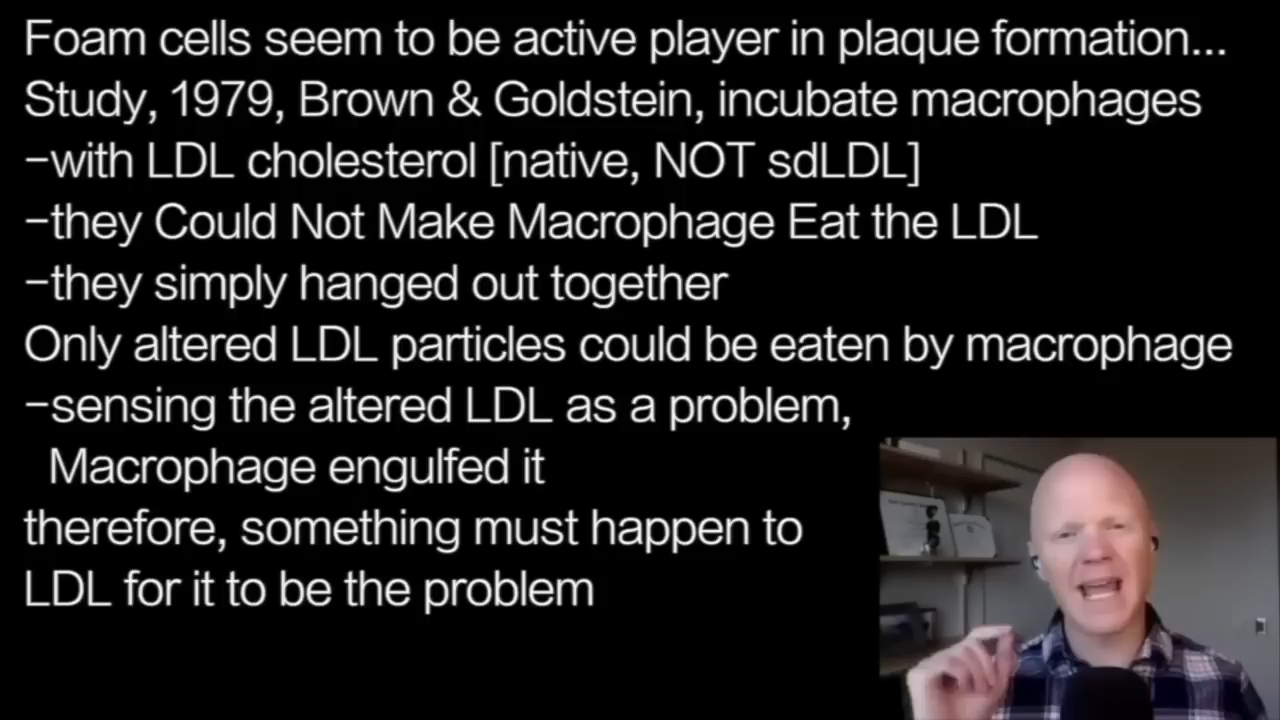 Foam cells seem to be active player in plaque formation...
Study, 1979, Brown & Goldstein, incubate macrophages
−with LDL cholesterol [native, NOT sdLDL]
−they Could Not Make Macrophage Eat the LDL
−they simply hanged out together
Only altered LDL particles could be eaten by macrophage
−sensing the altered LDL as a problem,
Macrophage engulfed it
therefore, something must happen to
LDL for it to be the problem